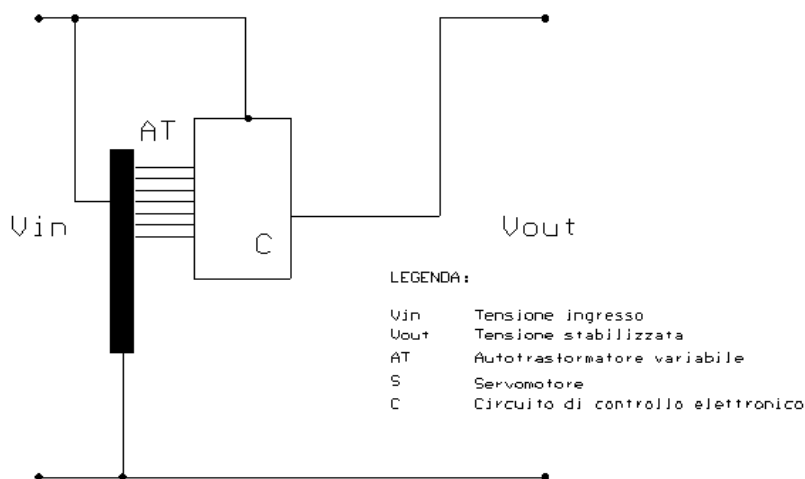 AT
Vin
Vout
C
LEGENDA:
Vin Tensione ingresso
Vout Tensione stabilizzata
AT Autotrasformatore variabile
S Servomotore
C Circuito di controllo elettronico